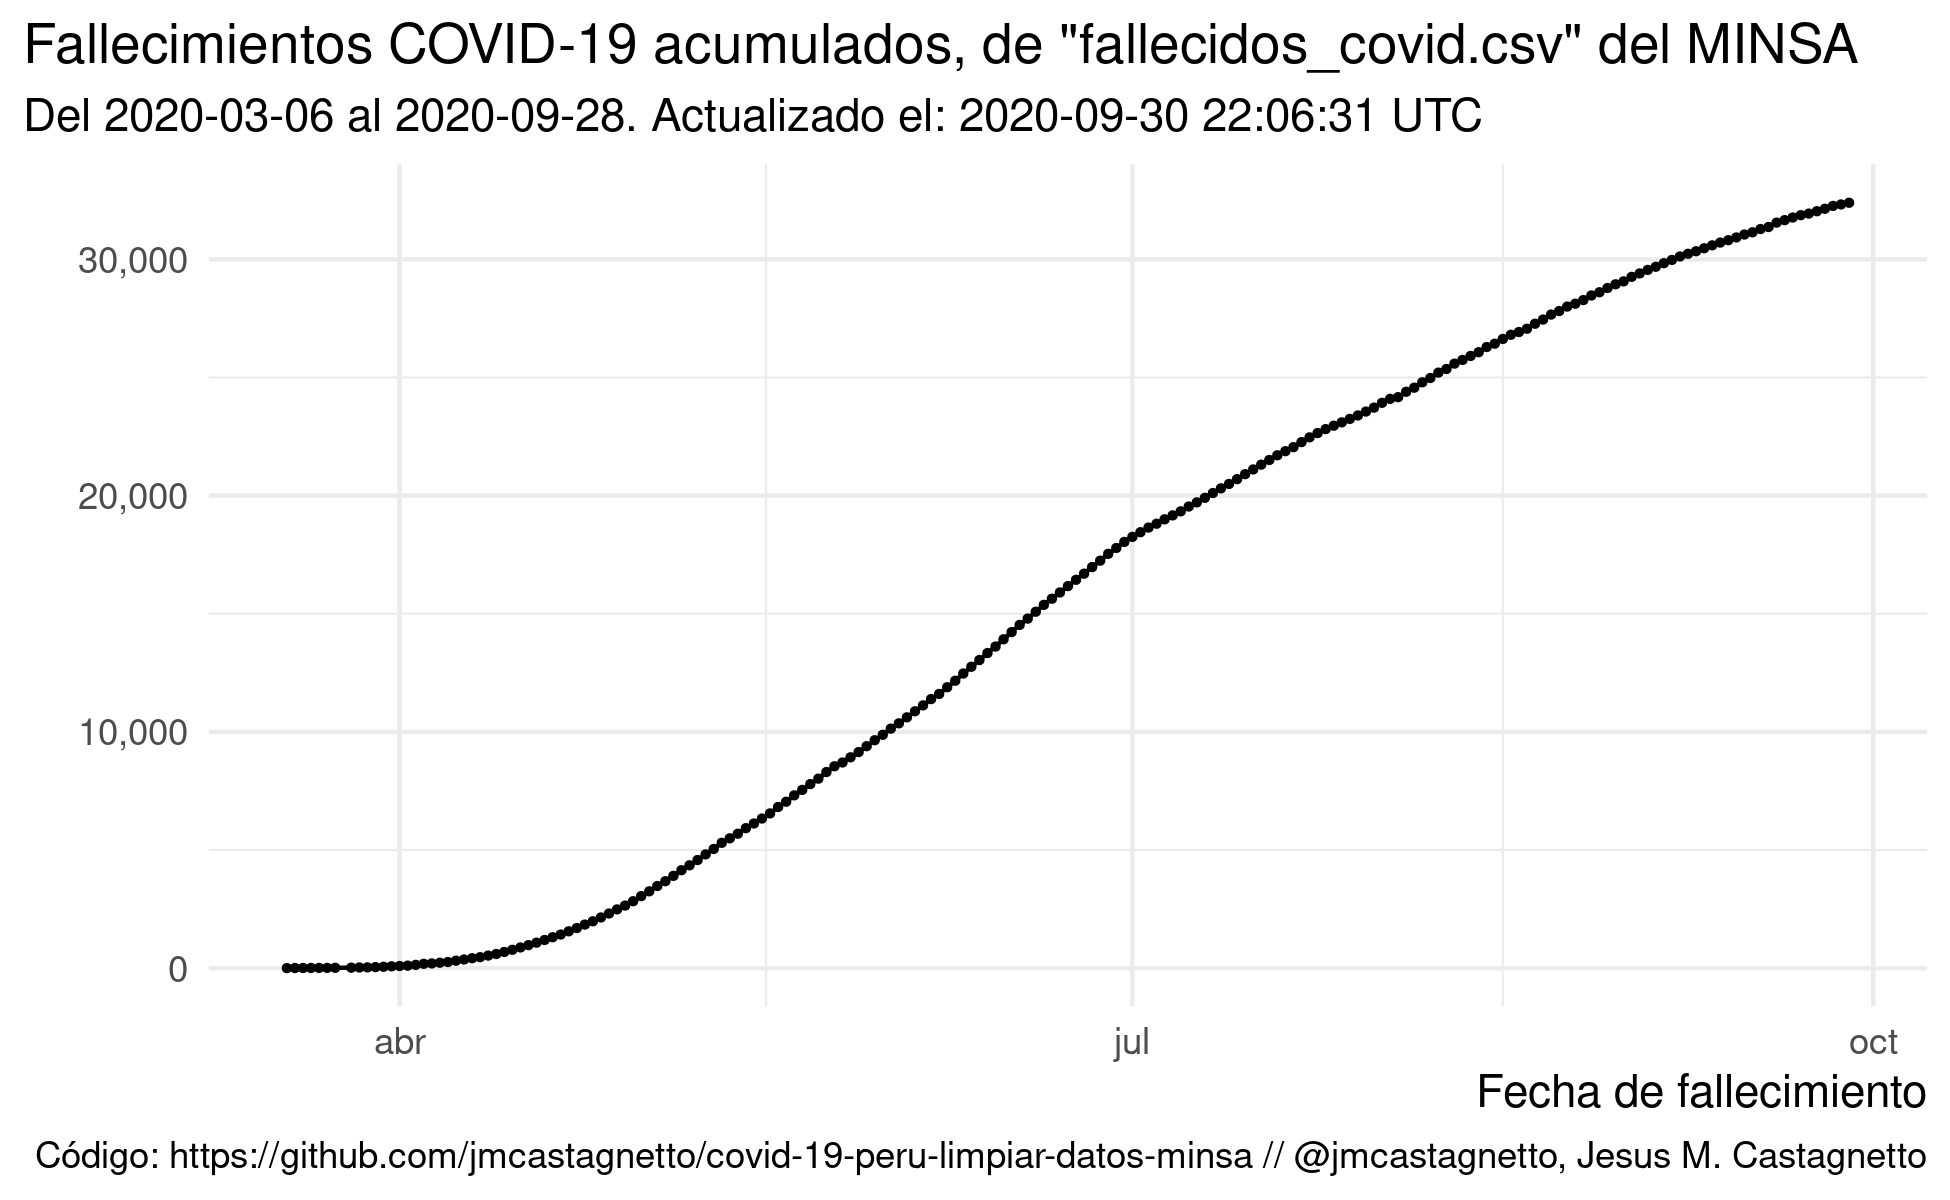 Fallecimientos COVID-19 acumulados, de "fallecidos_covid.csv" del MINSA
Del 2020-03-06 al 2020-09-28. Actualizado el: 2020-09-30 22:06:31 UTC
30,000
20,000
10,000
0
abr jul oct
Fecha de fallecimiento
Código: https://github.com/jmcastagnetto/covid-19-peru-limpiar-datos-minsa // @jmcastagnetto, Jesus M. Castagnetto